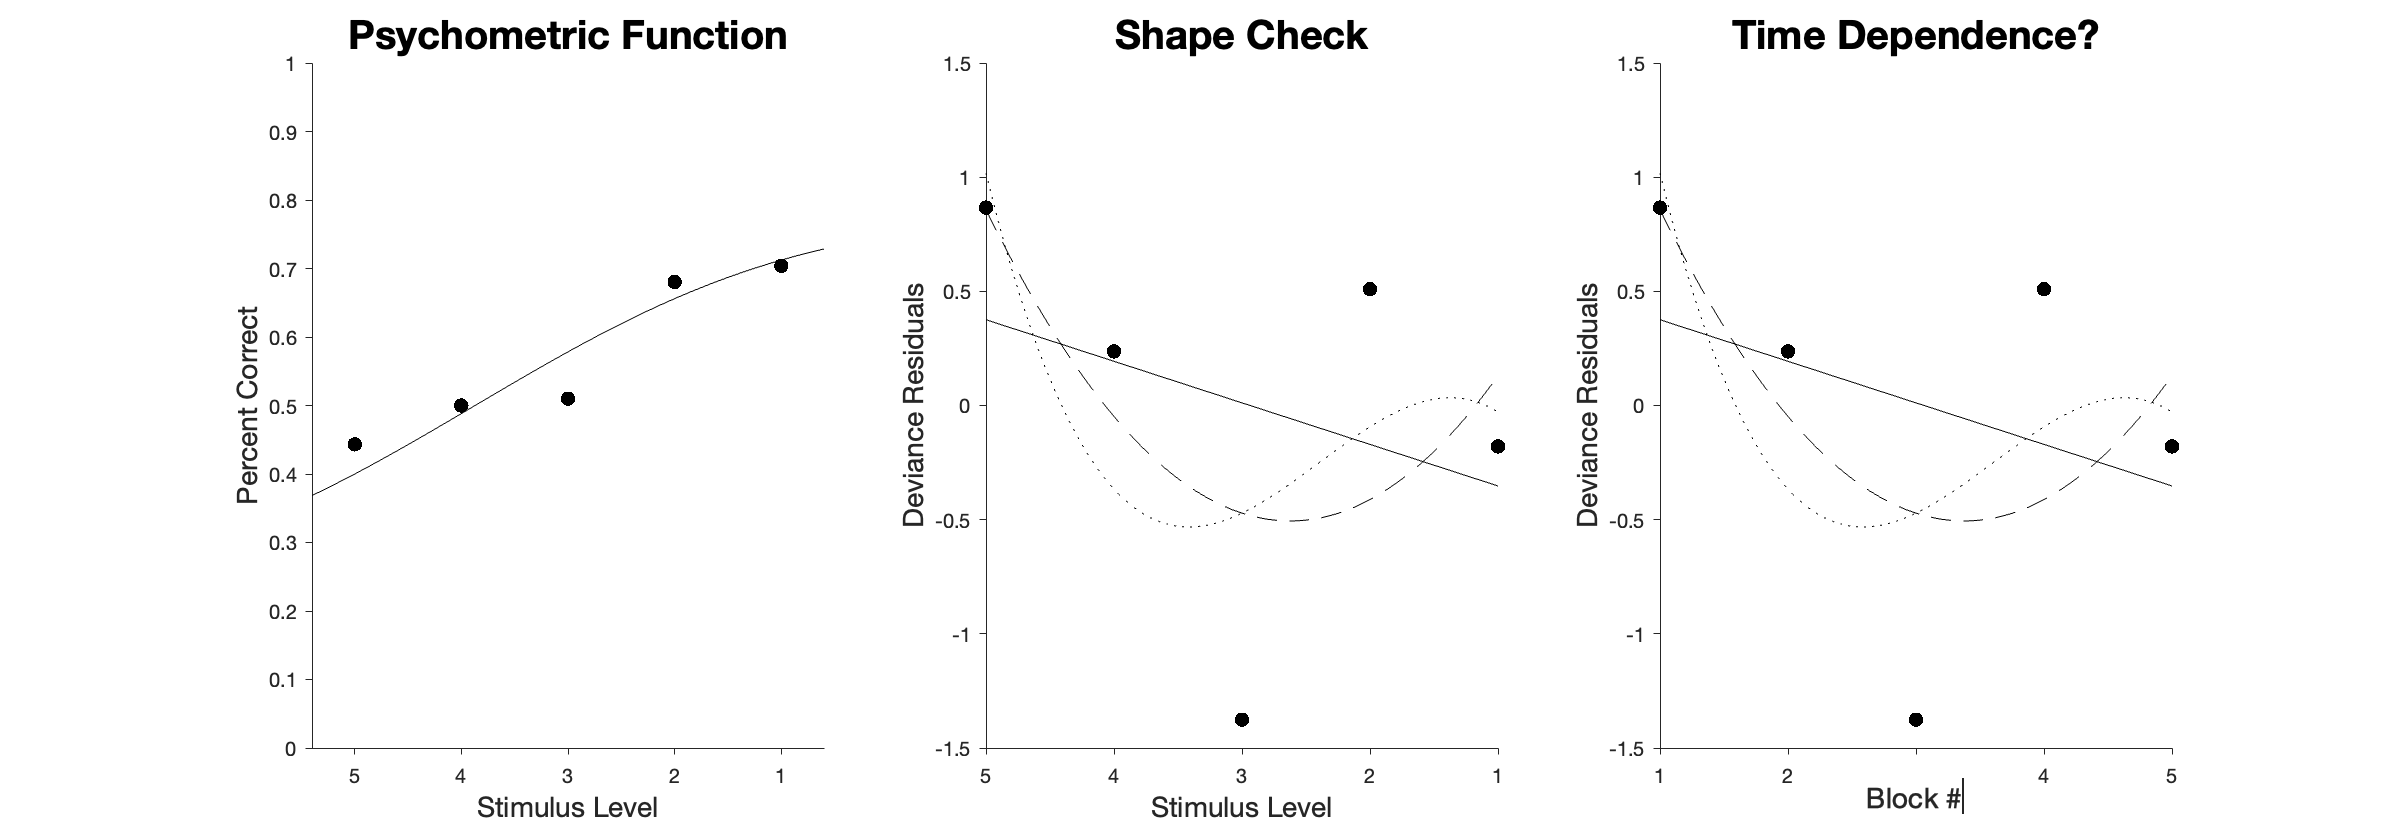 Psychometric Function
1
0.9
0.8
0.7
0.6
0.5
0.4
0.3
0.2
0.1
0
Percent Correct
5 4 3 2 1
Stimulus Level
Shape Check
1.5
1
0.5
0
-0.5
-1
-1.5
Deviance Residuals
5 4 3 2 1
Stimulus Level
Time Dependence?
1.5
1
0.5
0
-0.5
-1
-1.5
Deviance Residuals
1 2 4 5
Block #